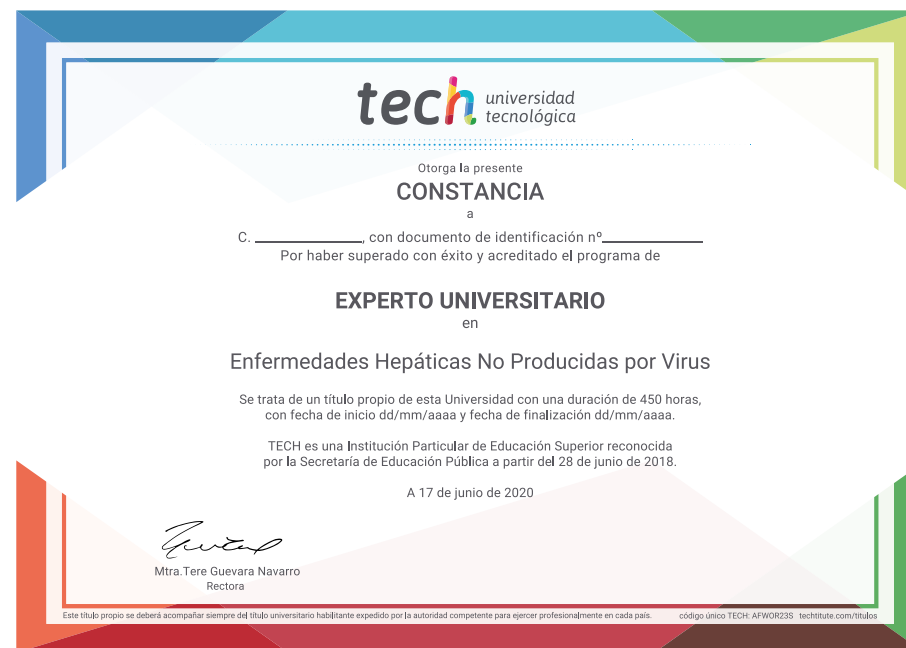 tech universidad
tecnológica
Otorga la presente
CONSTANCIA
a
C. ____________, con documento de identificación nº____________
Por haber superado con éxito y acreditado el programa de
EXPERTO UNIVERSITARIO
en
Enfermedades Hepáticas No Producidas por Virus
Se trata de un título propio de esta Universidad con una duración de 450 horas,
con fecha de inicio dd/mm/aaaa y fecha de finalización dd/mm/aaaa.
TECH es una Institución Particular de Educación Superior reconocida
por la Secretaría de Educación Pública a partir del 28 de junio de 2018.
A 17 de junio de 2020
Mtra.Tere Guevara Navarro
Rectora
Este título propio se deberá acompañar siempre del título universitario habilitante expedido por la autoridad competente para ejercer profesionalmente en cada país. código único TECH: AFWOR23S techtitute.com/títulos